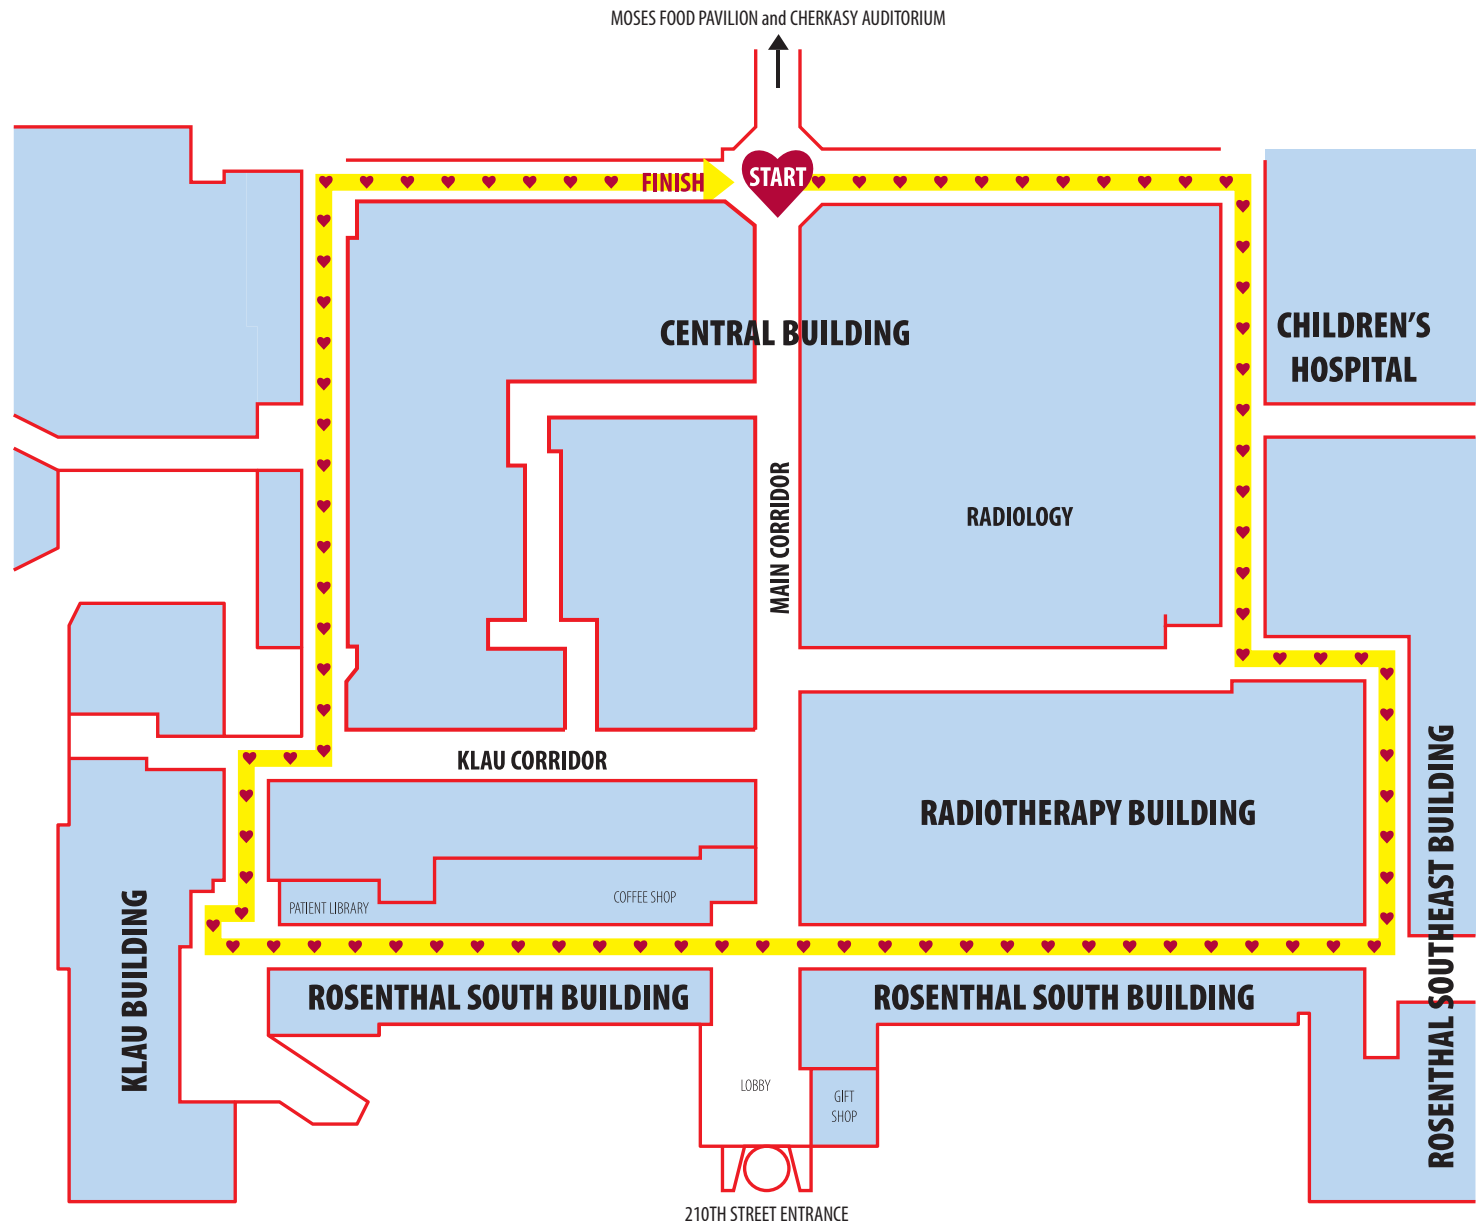 MOSES FOOD PAVILION and CHERKASY AUDITORIUM
FINISH
START
CENTRAL BUILDING
CHILDREN'S
HOSPITAL
MAIN CORRIDOR
RADIOLOGY
KLAU CORRIDOR
RADIOTHERAPY BUILDING
PATIENT LIBRARY
COFFEE SHOP
KLAU BUILDING
ROSENTHAL SOUTH BUILDING
ROSENTHAL SOUTH BUILDING
ROSENTHAL SOUTHEAST BUILDING
LOBBY
GIFT
SHOP
210TH STREET ENTRANCE